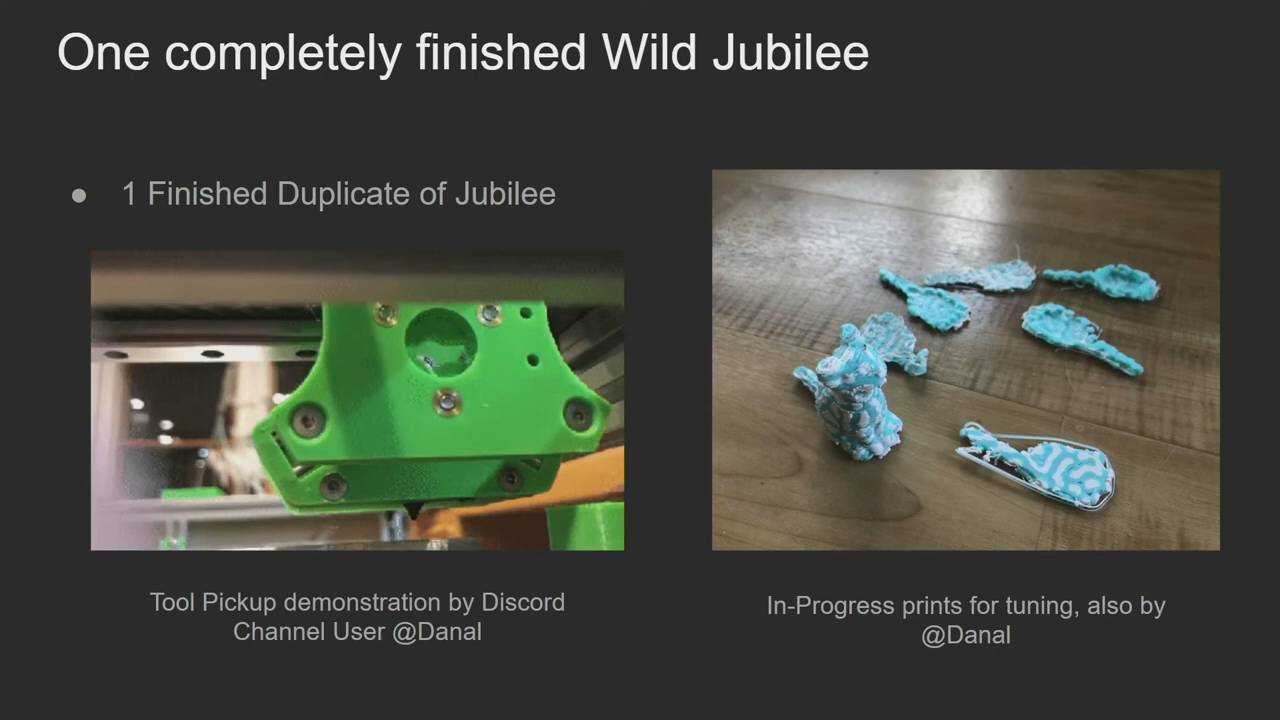 One completely finished Wild Jubilee
● 1 Finished Duplicate of Jubilee
Tool Pickup demonstration by Discord
Channel User @Danal
In-Progress prints for tuning, also by
@Danal